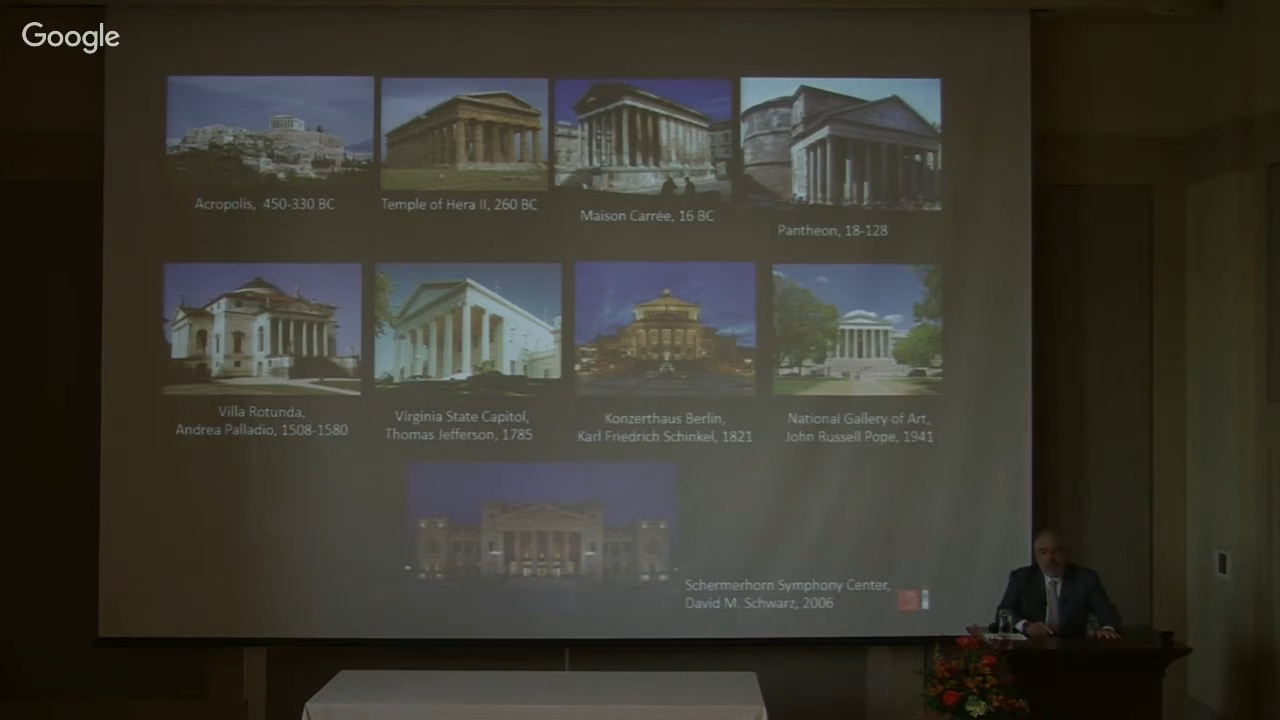 Google
Acropolis, 450-330 BC
Temple of Hera II, 260 BC
Maison Carrée, 16 BC
Pantheon, 18-128
Villa Rotunda,
Andrea Palladio, 1508-1580
Virginia State Capitol,
Thomas Jefferson, 1785
Konzerthaus Berlin,
Karl Friedrich Schinkel, 1821
National Gallery of Art,
John Russell Pope, 1941
Schermerhorn Symphony Center,
David M. Schwarz, 2006